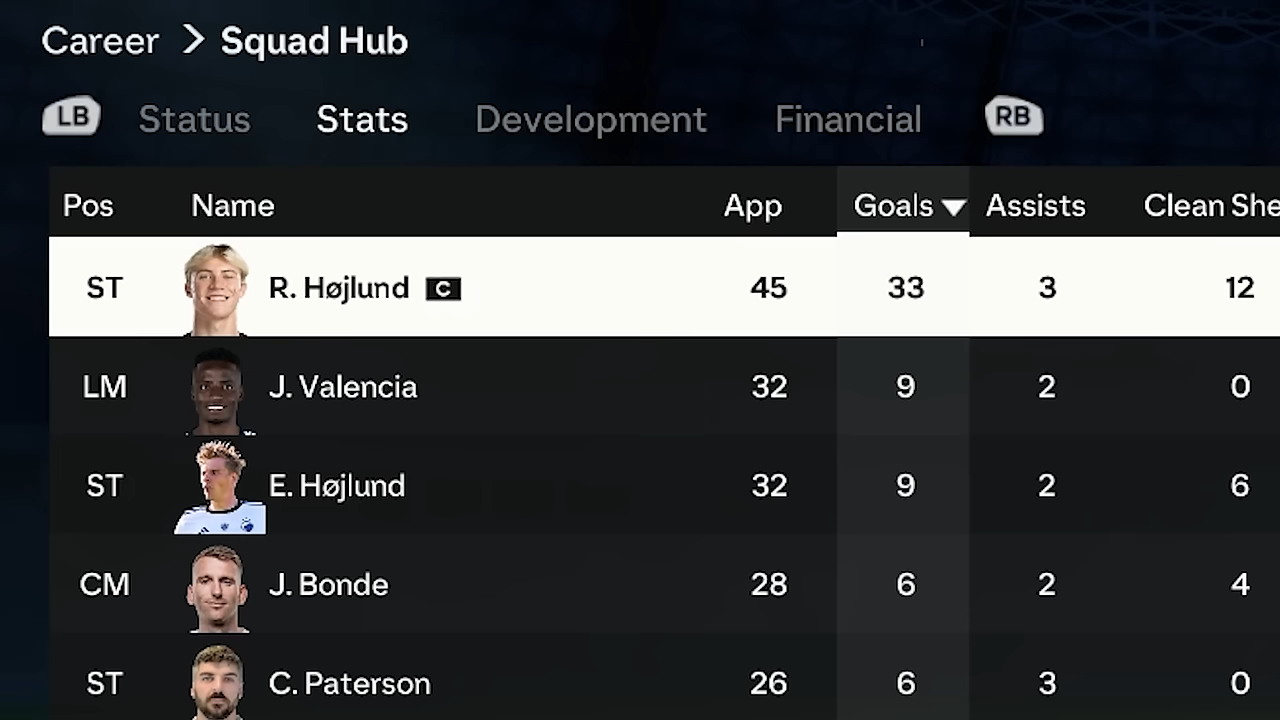 Career > Squad Hub
LB Status Stats Development Financial RB
Pos Name App Goals Assists Clean She
ST R. Højlund C 45 33 3 12
LM J. Valencia 32 9 2 0
ST E. Højlund 32 9 2 6
CM J. Bonde 28 6 2 4
ST C. Paterson 26 6 3 0